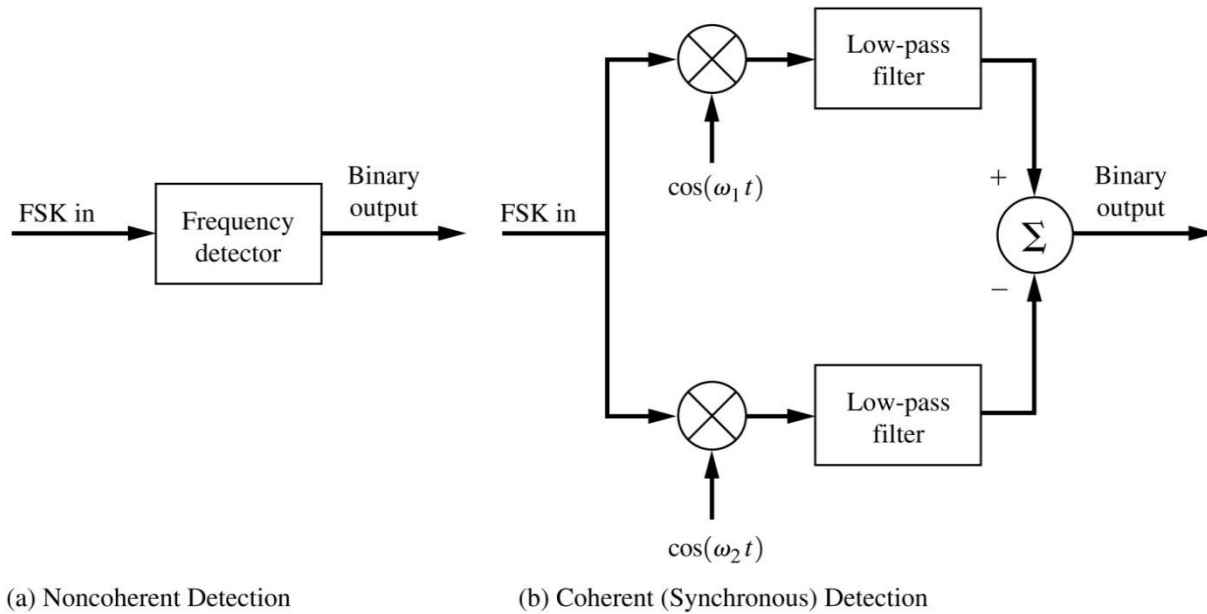 FSK in
Frequency
detector
Binary
output
(a) Noncoherent Detection
FSK in
cos(ω₁t)
Low-pass
filter
+
Σ
−
Binary
output
cos(ω₂t)
Low-pass
filter
(b) Coherent (Synchronous) Detection